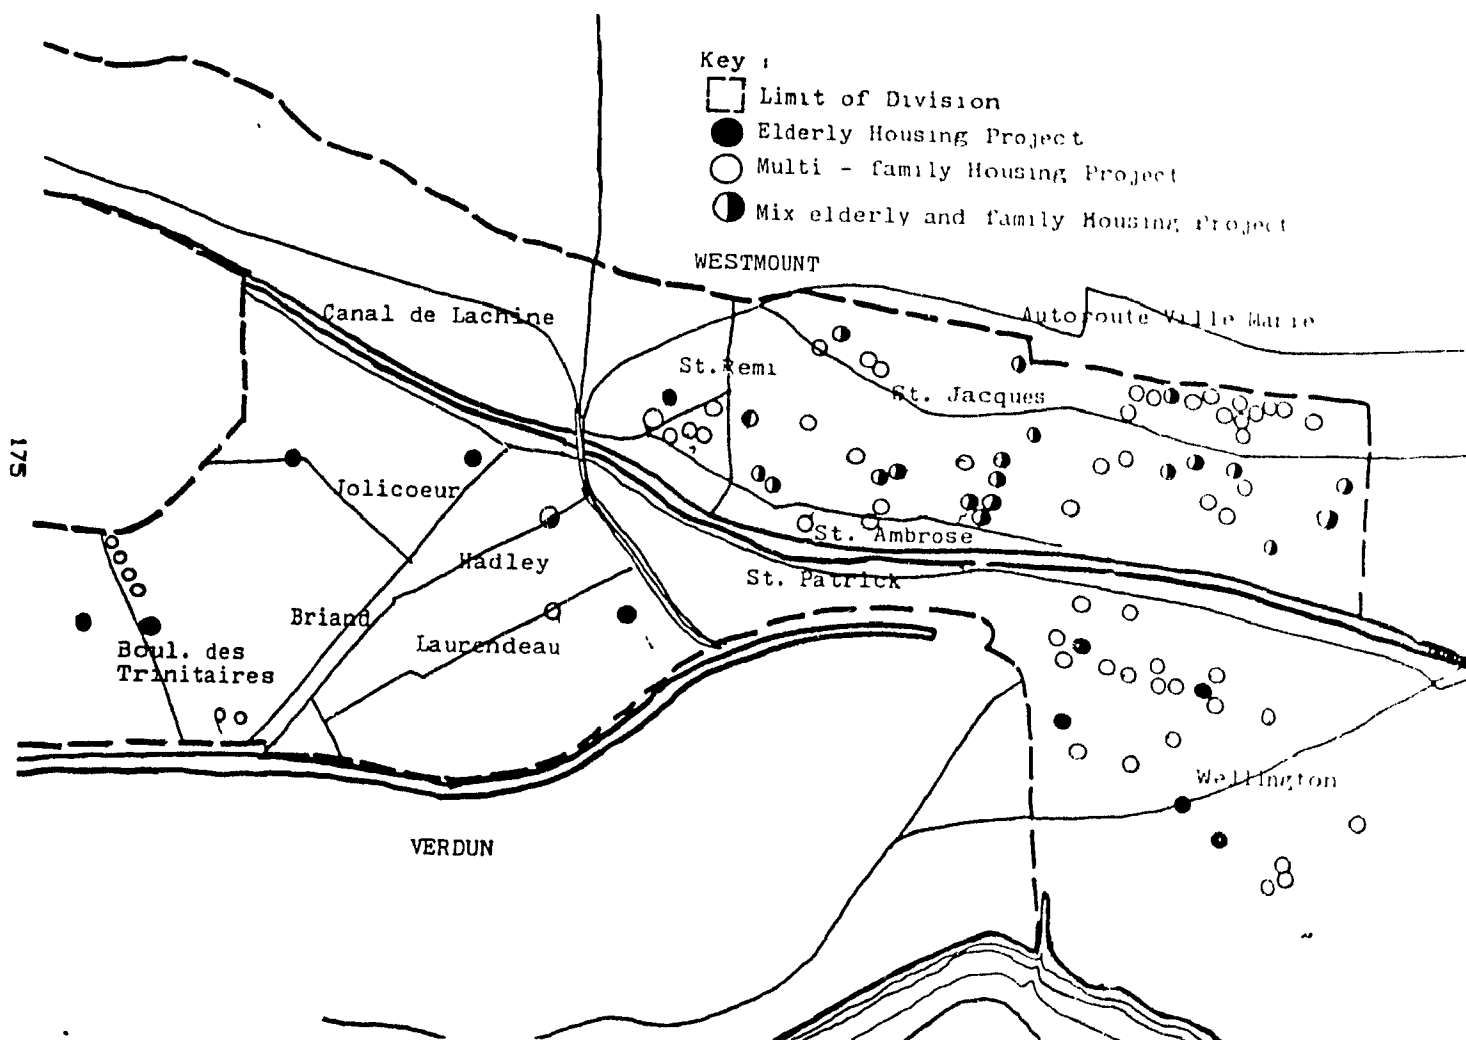 Key :
Limit of Division
Elderly Housing Project
Multi - family Housing Project
Mix elderly and family Housing Project
WESTMOUNT
Canal de Lachine
Autoroute Ville Marie
St. Remi
St. Jacques
175
Jolicoeur
St. Ambrose
Hadley
St. Patrick
Briand
Laurendeau
Boul. des
Trinitaires
Wellington
VERDUN